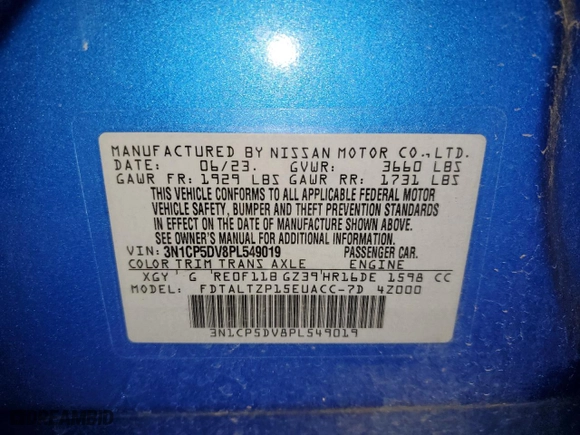 MANUFACTURED BY NISSAN MOTOR CO.,LTD.
DATE: 06/23. GVWR: 3660 LBS
GAWR FR: 1929 LBS GAWR RR: 1731 LBS
THIS VEHICLE CONFORMS TO ALL APPLICABLE FEDERAL MOTOR
VEHICLE SAFETY, BUMPER AND THEFT PREVENTION STANDARDS
IN EFFECT ON THE DATE OF MANUFACTURE SHOWN ABOVE.
SEE OWNER'S MANUAL FOR ADDITIONAL INFORMATION.
VIN: 3N1CP5DV8PL549019 PASSENGER CAR.
COLOR TRIM TRANS AXLE ENGINE
XGY ' G 'RE0F11B GZ39'HR16DE 1598 CC
MODEL: FDTALTZP15EUACC-7D 4Z000
3N1CP5DV8PL549019